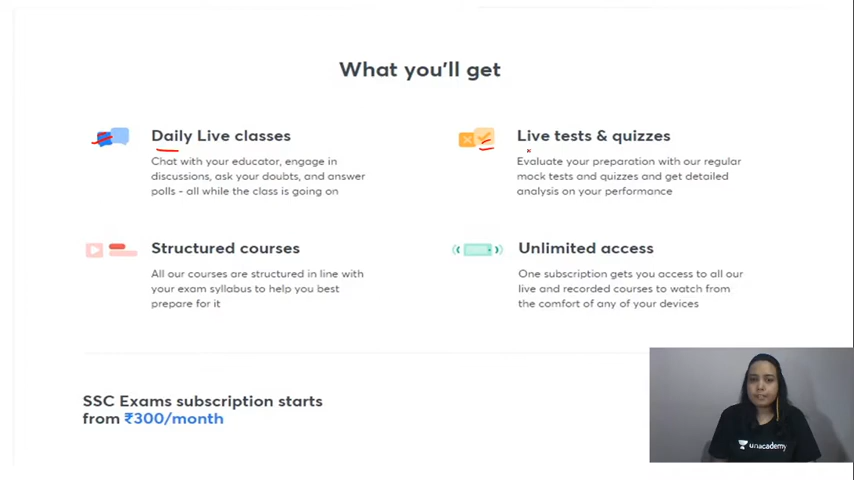 What you'll get
Daily Live classes
Chat with your educator, engage in
discussions, ask your doubts, and answer
polls - all while the class is going on
Live tests & quizzes
Evaluate your preparation with our regular
mock tests and quizzes and get detailed
analysis on your performance
Structured courses
All our courses are structured in line with
your exam syllabus to help you best
prepare for it
Unlimited access
One subscription gets you access to all our
live and recorded courses to watch from
the comfort of any of your devices
SSC Exams subscription starts
from ₹300/month
unacademy